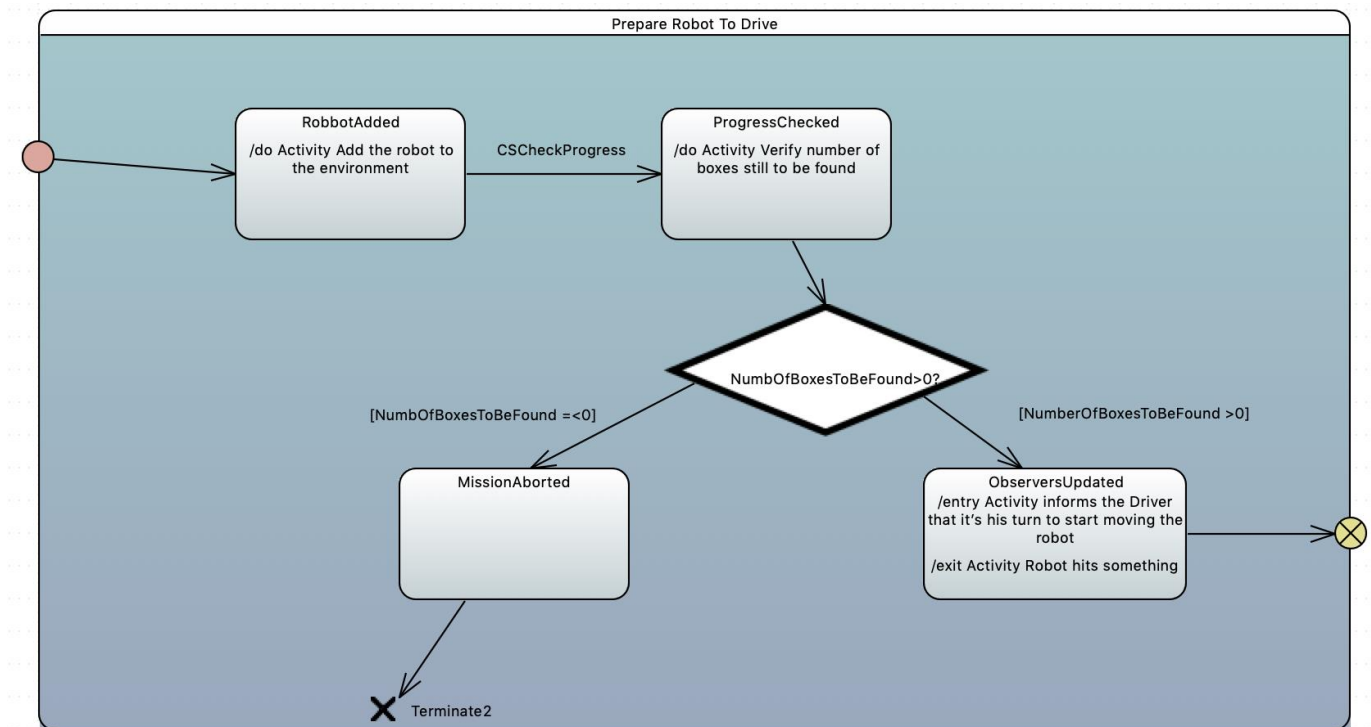 Prepare Robot To Drive
RobbotAdded
/do Activity Add the robot to
the environment
CSCheckProgress
ProgressChecked
/do Activity Verify number of
boxes still to be found
NumbOfBoxesToBeFound>0?
[NumbOfBoxesToBeFound =<0]
[NumberOfBoxesToBeFound >0]
MissionAborted
ObserversUpdated
/entry Activity informs the Driver
that it’s his turn to start moving the
robot
/exit Activity Robot hits something
Terminate2